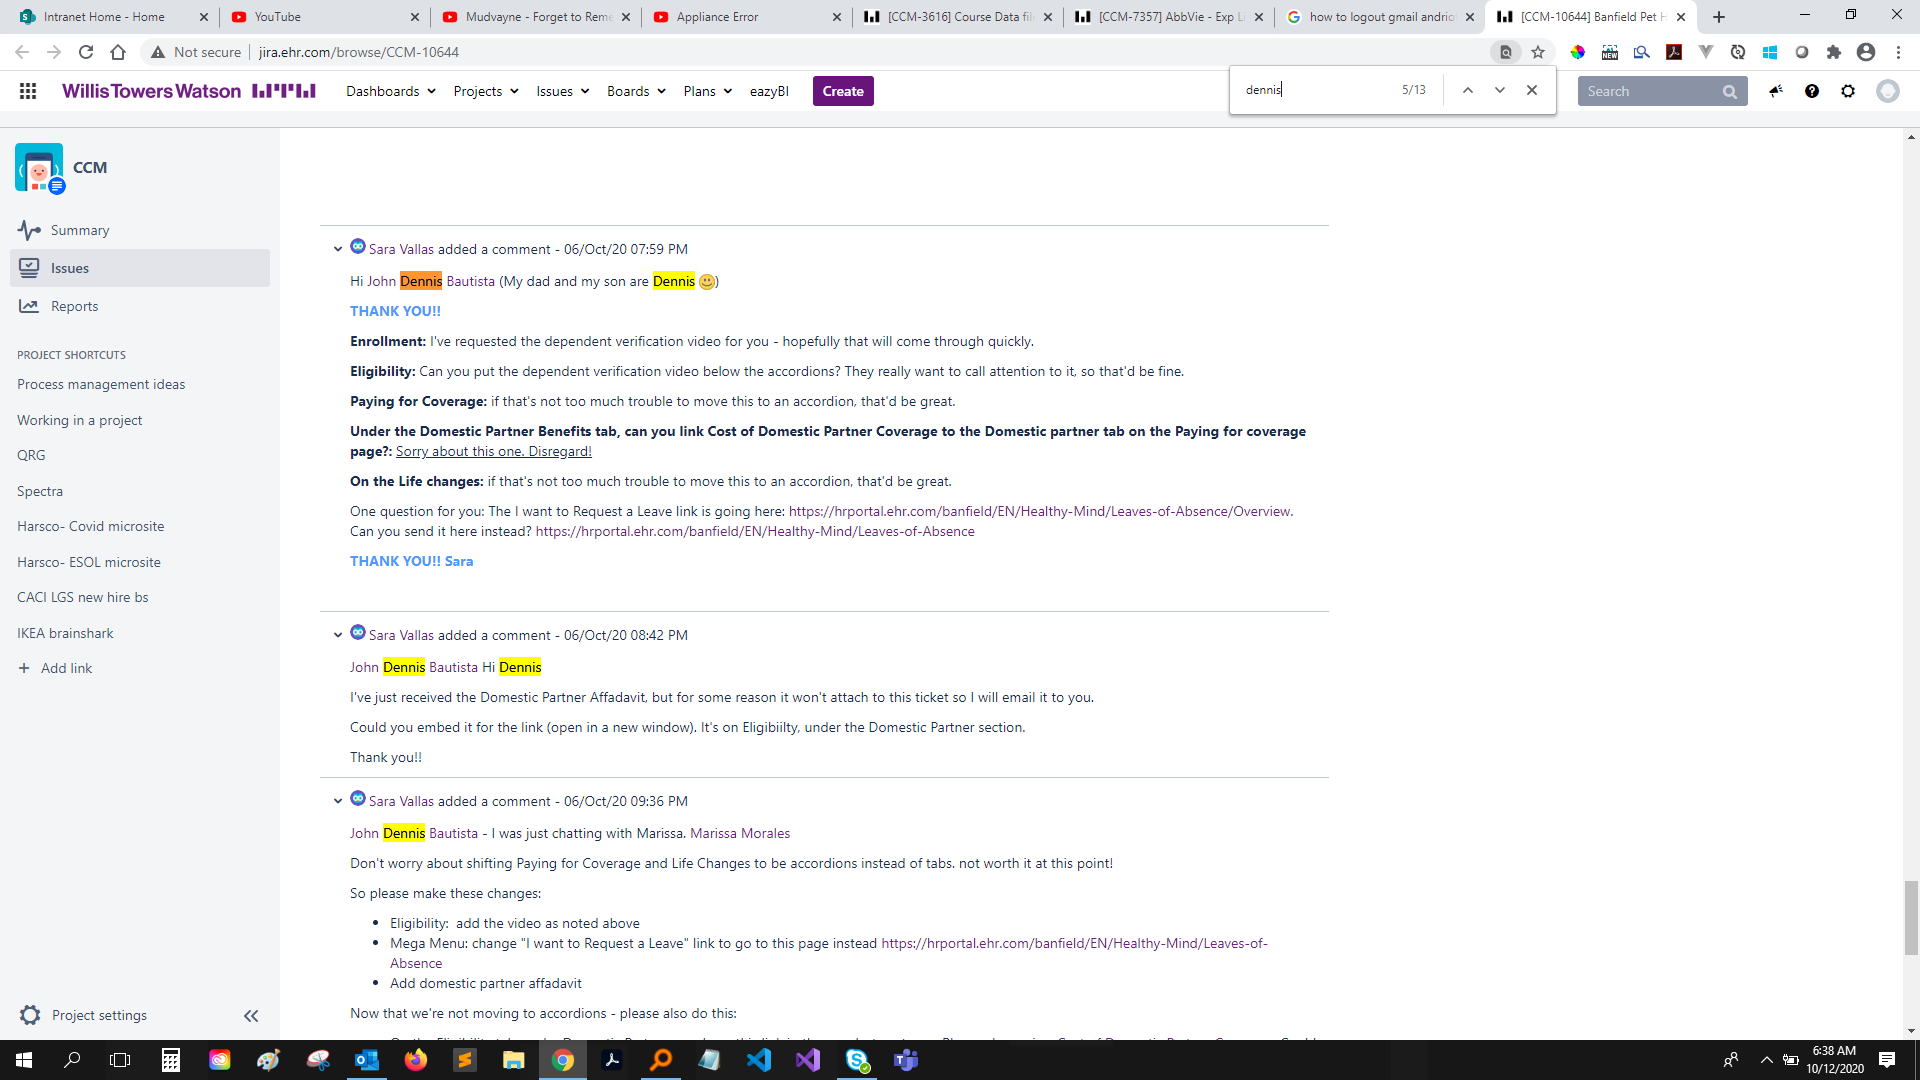 Intranet Home - Home
YouTube
Mudvayne - Forget to Reme
Appliance Error
[CCM-3616] Course Data file
[CCM-7357] AbbVie - Exp Li
how to logout gmail andrio
[CCM-10644] Banfield Pet H
Not secure
jira.ehr.com/browse/CCM-10644
dennis
5/13
WillisTowersWatson
Dashboards
Projects
Issues
Boards
Plans
eazyBI
Create
Search
CCM
Summary
Issues
Reports
PROJECT SHORTCUTS
Process management ideas
Working in a project
QRG
Spectra
Harsco- Covid microsite
Harsco- ESOL microsite
CACI LGS new hire bs
IKEA brainshark
Add link
Project settings
Sara Vallas added a comment - 06/Oct/20 07:59 PM
Hi John Dennis Bautista (My dad and my son are Dennis 🙂)
THANK YOU!!
Enrollment: I've requested the dependent verification video for you - hopefully that will come through quickly.
Eligibility: Can you put the dependent verification video below the accordions? They really want to call attention to it, so that'd be fine.
Paying for Coverage: if that's not too much trouble to move this to an accordion, that'd be great.
Under the Domestic Partner Benefits tab, can you link Cost of Domestic Partner Coverage to the Domestic partner tab on the Paying for coverage
page?: Sorry about this one. Disregard!
On the Life changes: if that's not too much trouble to move this to an accordion, that'd be great.
One question for you: The I want to Request a Leave link is going here: https://hrportal.ehr.com/banfield/EN/Healthy-Mind/Leaves-of-Absence/Overview.
Can you send it here instead? https://hrportal.ehr.com/banfield/EN/Healthy-Mind/Leaves-of-Absence
THANK YOU!! Sara
Sara Vallas added a comment - 06/Oct/20 08:42 PM
John Dennis Bautista Hi Dennis
I've just received the Domestic Partner Affadavit, but for some reason it won't attach to this ticket so I will email it to you.
Could you embed it for the link (open in a new window). It's on Eligibiilty, under the Domestic Partner section.
Thank you!!
Sara Vallas added a comment - 06/Oct/20 09:36 PM
John Dennis Bautista - I was just chatting with Marissa. Marissa Morales
Don't worry about shifting Paying for Coverage and Life Changes to be accordions instead of tabs. not worth it at this point!
So please make these changes:
• Eligibility:  add the video as noted above
• Mega Menu: change "I want to Request a Leave" link to go to this page instead https://hrportal.ehr.com/banfield/EN/Healthy-Mind/Leaves-of-
Absence
• Add domestic partner affadavit
Now that we're not moving to accordions - please also do this:
6:38 AM
10/12/2020